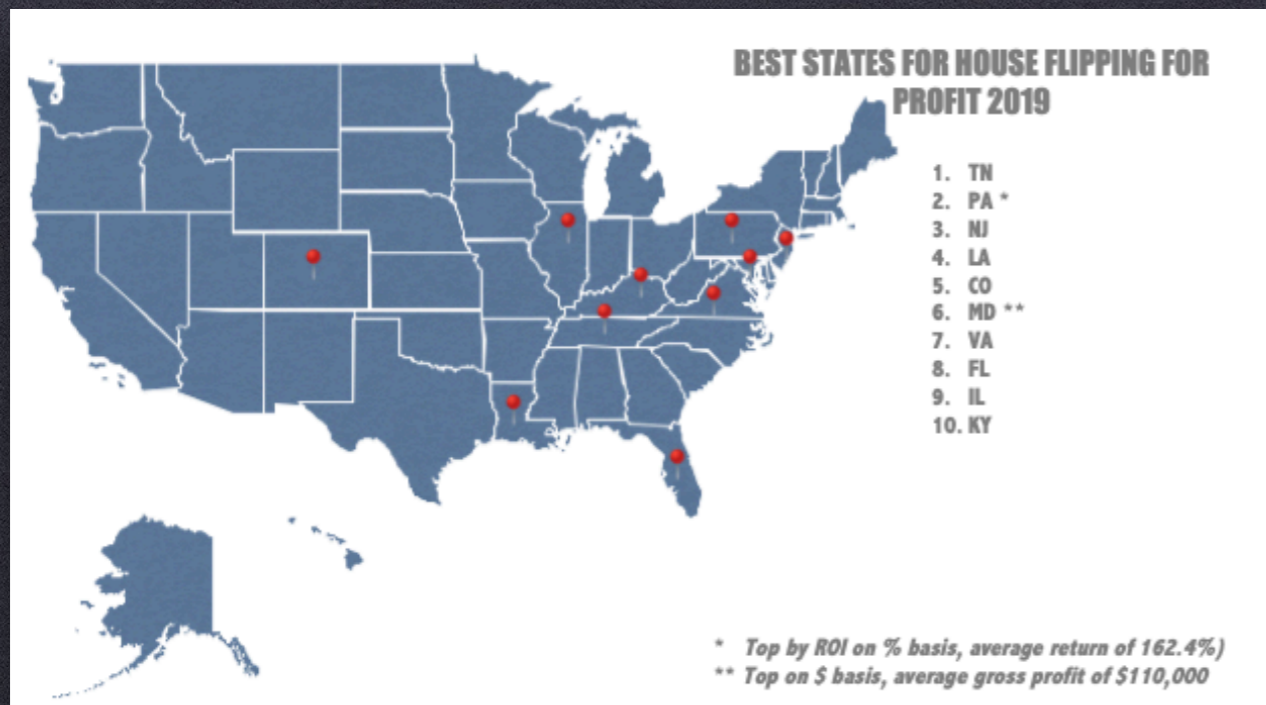 BEST STATES FOR HOUSE FLIPPING FOR
PROFIT 2019
1. TN
2. PA *
3. NJ
4. LA
5. CO
6. MD **
7. VA
8. FL
9. IL
10. KY
* Top by ROI on % basis, average return of 162.4%)
** Top on $ basis, average gross profit of $110,000